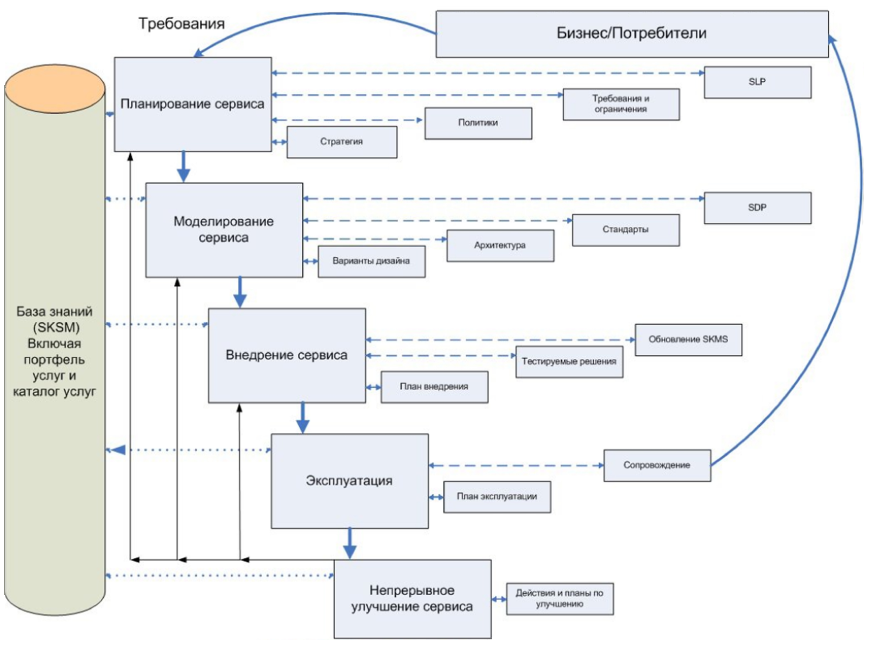 Требования
Бизнес/Потребители
Планирование сервиса
SLP
Требования и
ограничения
Политики
Стратегия
Моделирование
сервиса
SDP
Стандарты
Архитектура
Варианты дизайна
База знаний
(SKSM)
Включая
портфель
услуг и
каталог услуг
Внедрение сервиса
Обновление SKMS
Тестируемые решения
План внедрения
Эксплуатация
Сопровождение
План эксплуатации
Непрерывное
улучшение сервиса
Действия и планы по
улучшению